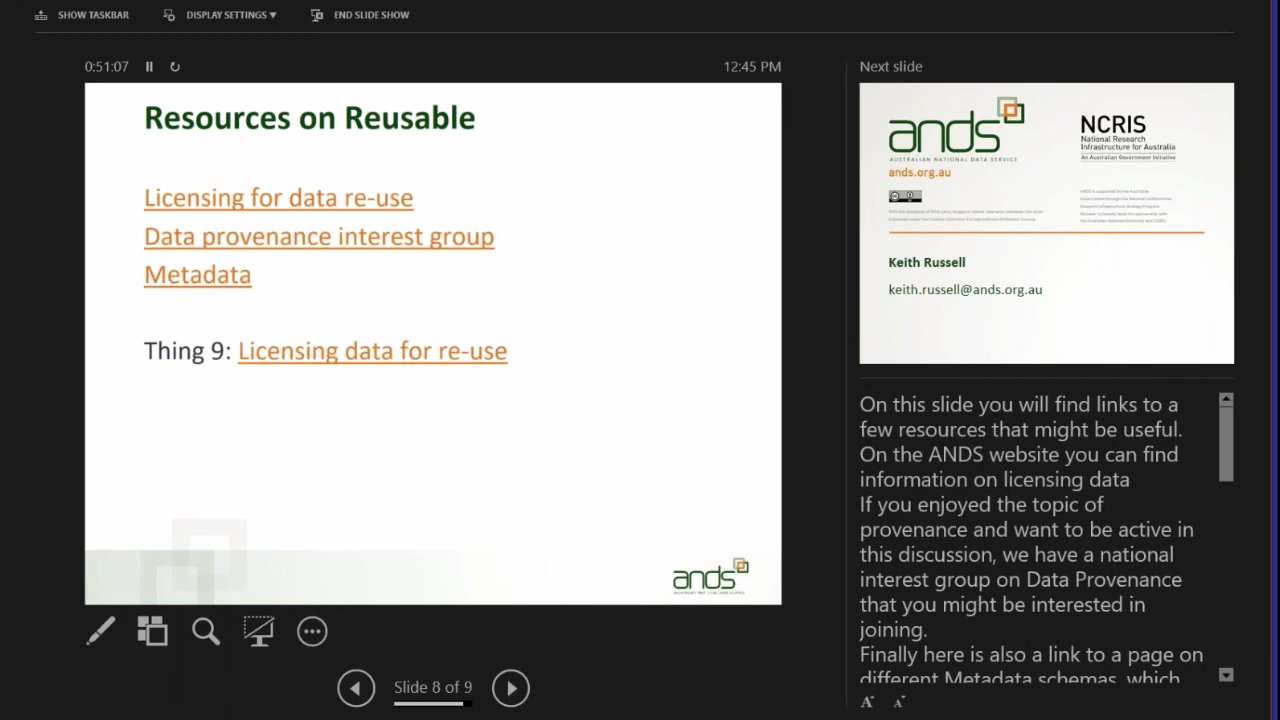 SHOW TASKBAR
DISPLAY SETTINGS ▾
END SLIDE SHOW
0:51:07
12:45 PM
Resources on Reusable
Licensing for data re-use
Data provenance interest group
Metadata
Thing 9: Licensing data for re-use
ands
Slide 8 of 9
Next slide
ands
AUSTRALIAN NATIONAL DATA SERVICE
ands.org.au
NCRIS
National Research
Infrastructure for Australia
An Australian Government Initiative
Keith Russell
keith.russell@ands.org.au
On this slide you will find links to a
few resources that might be useful.
On the ANDS website you can find
information on licensing data
If you enjoyed the topic of
provenance and want to be active in
this discussion, we have a national
interest group on Data Provenance
that you might be interested in
joining.
Finally here is also a link to a page on
different Metadata schemas, which
A A